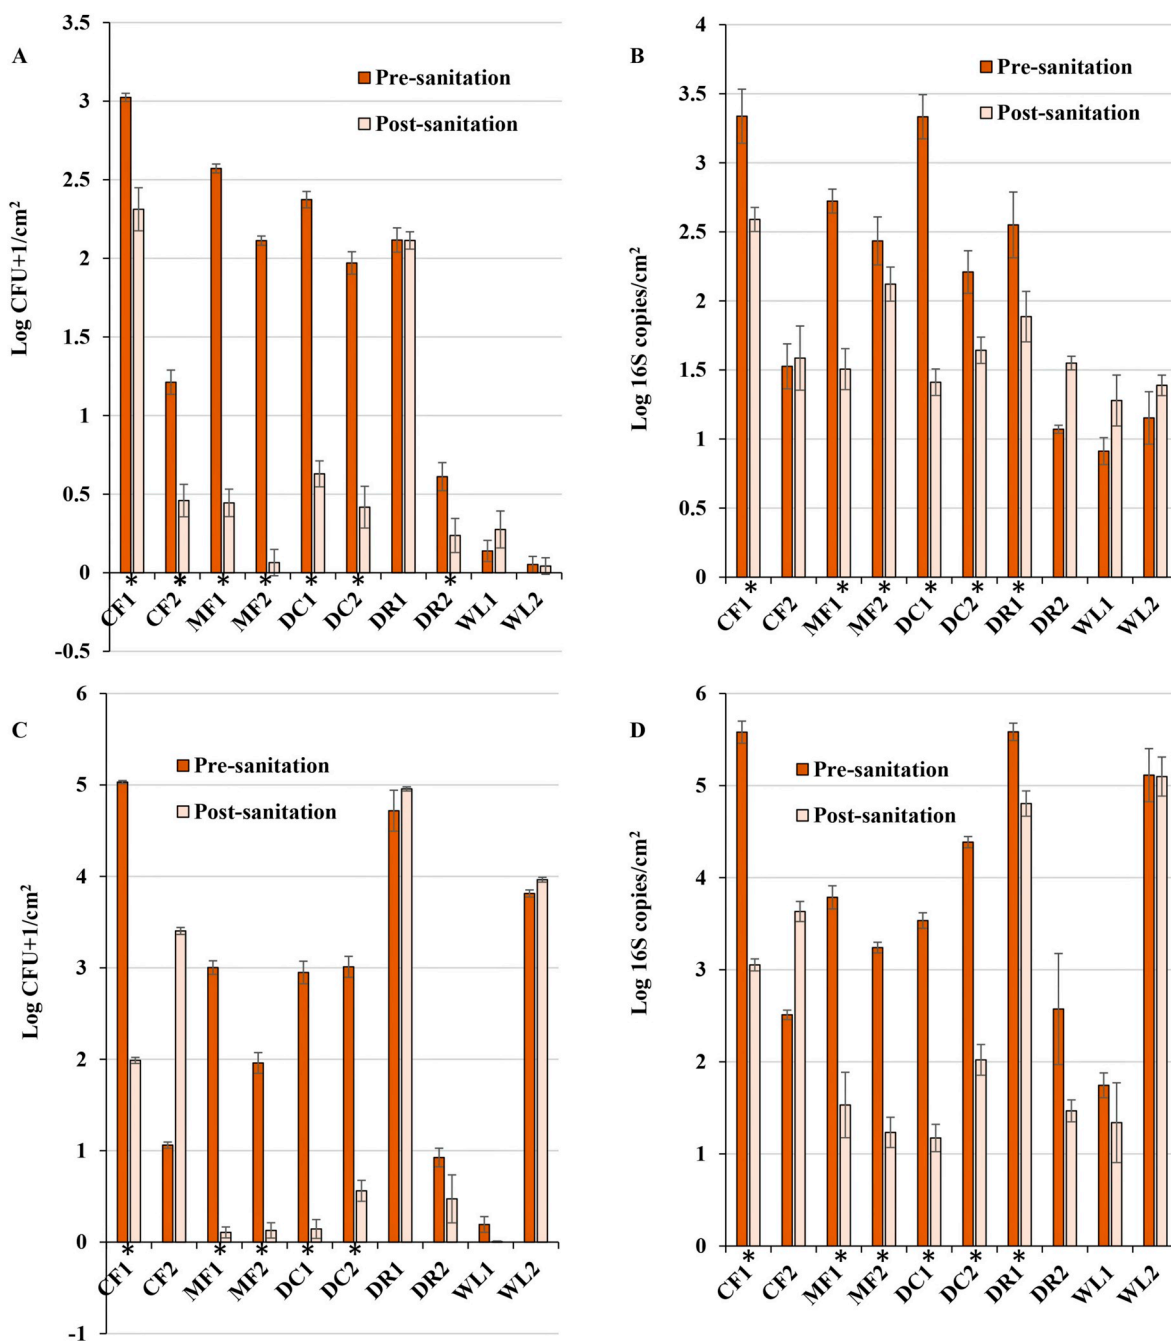 A
3.5
3
2.5
2
1.5
1
0.5
0
-0.5
Log CFU+1/cm²
Pre-sanitation
Post-sanitation
* * * * * * *
CF1 CF2 MF1 MF2 DC1 DC2 DR1 DR2 WL1 WL2
B
4
3.5
3
2.5
2
1.5
1
0.5
0
Log 16S copies/cm²
Pre-sanitation
Post-sanitation
CF1* CF2 MF1* MF2* DC1* DC2* DR1* DR2 WL1 WL2
C
6
5
4
3
2
1
0
-1
Log CFU+1/cm²
Pre-sanitation
Post-sanitation
* * * * *
CF1 CF2 MF1 MF2 DC1 DC2 DR1 DR2 WL1 WL2
D
6
5
4
3
2
1
0
Log 16S copies/cm²
Pre-sanitation
Post-sanitation
CF1* CF2 MF1* MF2* DC1* DC2* DR1* DR2 WL1 WL2